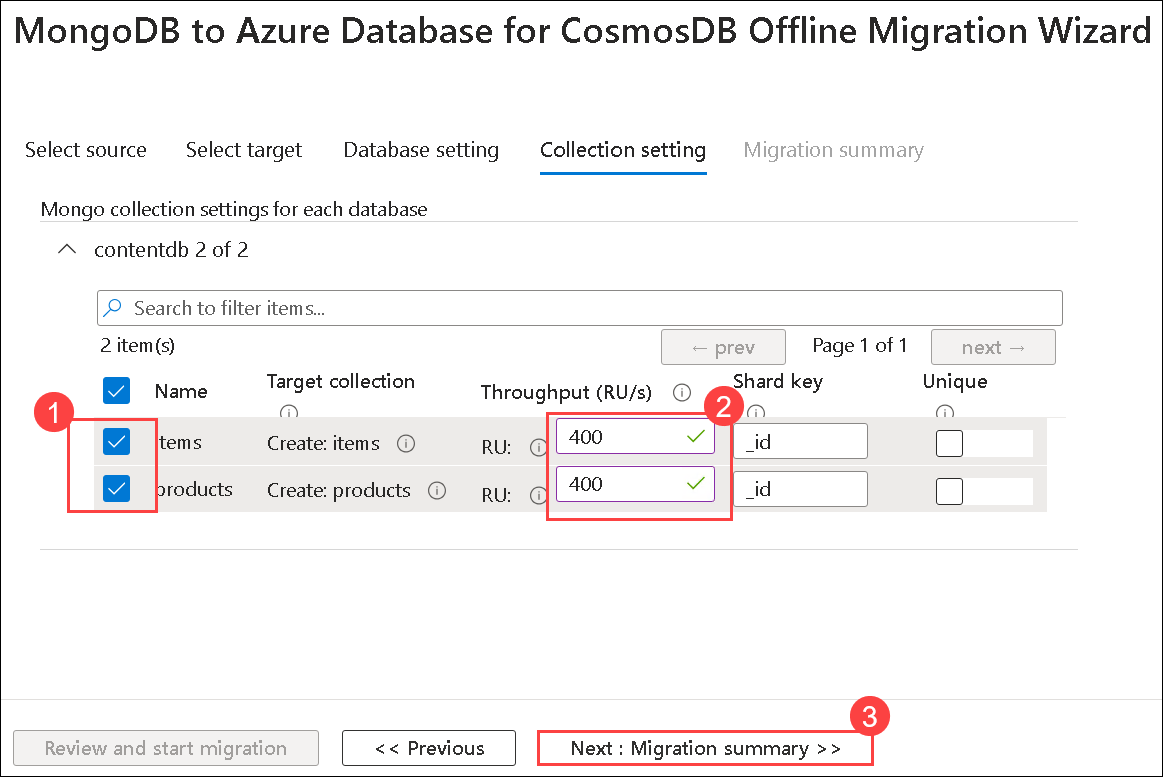 MongoDB to Azure Database for CosmosDB Offline Migration Wizard
Select source Select target Database setting Collection setting Migration summary
Mongo collection settings for each database
contentdb 2 of 2
Search to filter items...
2 item(s) ← prev Page 1 of 1 next →
Name Target collection Throughput (RU/s) Shard key Unique
1 2
items Create: items RU: 400 _id
products Create: products RU: 400 _id
3
Review and start migration << Previous Next : Migration summary >>